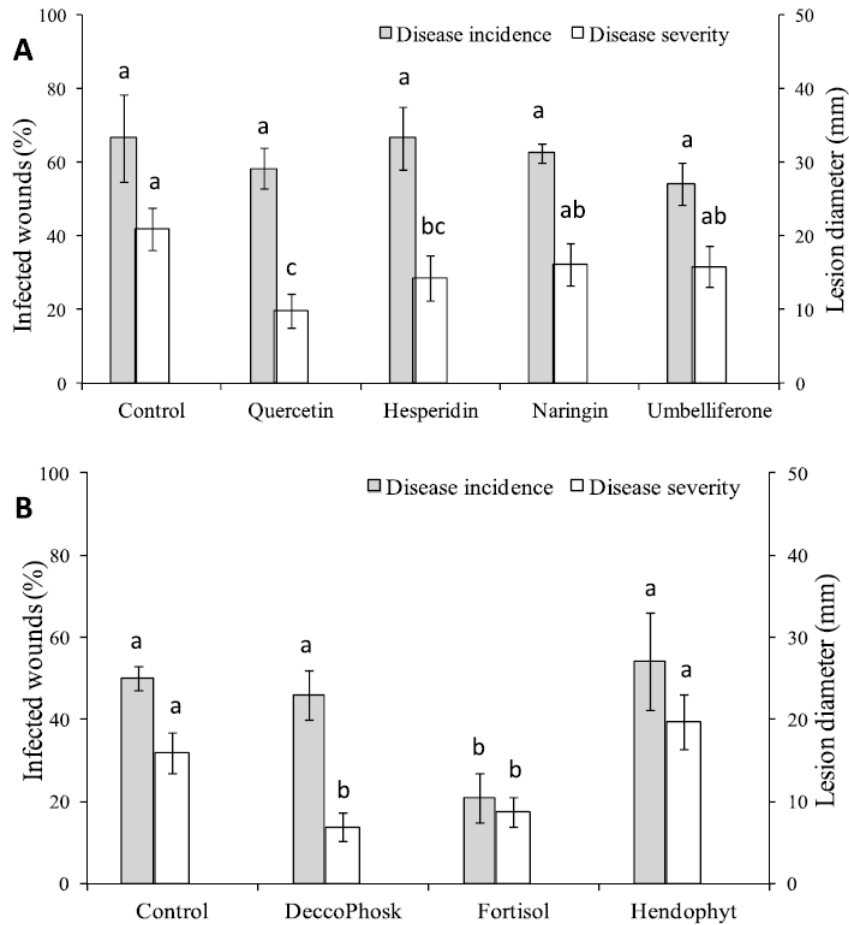 A
Disease incidence Disease severity
Infected wounds (%)
Lesion diameter (mm)
100
80
60
40
20
0
50
40
30
20
10
0
a a a a a
a c bc ab ab
Control Quercetin Hesperidin Naringin Umbelliferone
B
Disease incidence Disease severity
Infected wounds (%)
Lesion diameter (mm)
100
80
60
40
20
0
50
40
30
20
10
0
a a b a
a b b a
Control DeccoPhosk Fortisol Hendophyt